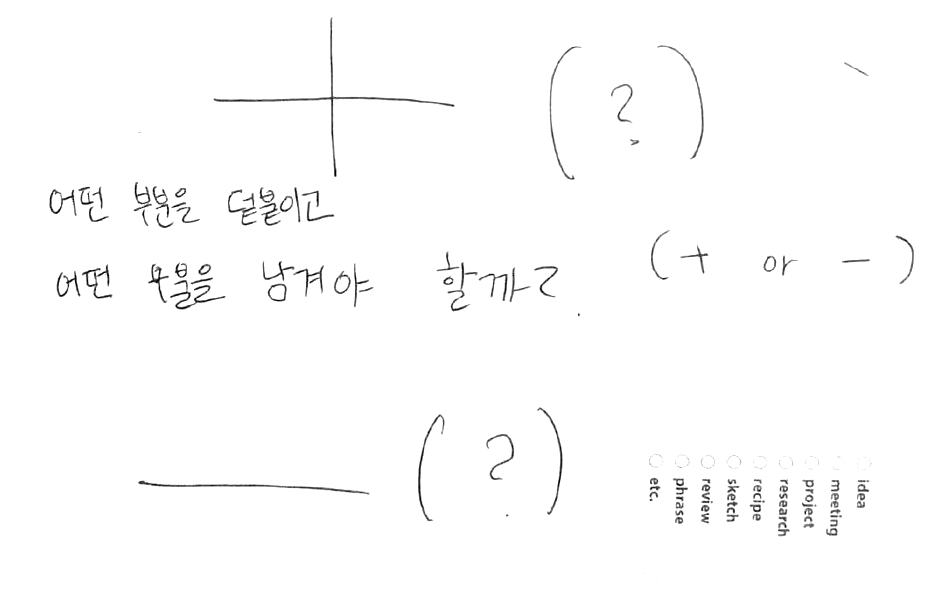 + ( ? )
어떤 부분을 덭붙이고
어떤 부분을 남겨야 할까?
( + or - )
— ( ? )
idea
meeting
project
research
recipe
sketch
review
phrase
etc.